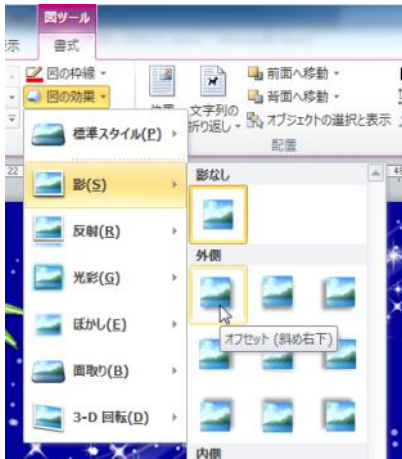 図ツール
示
書式
図の枠線
図の効果
文字列の
折り返し
前面へ移動
背面へ移動
オブジェクトの選択と表示
配置
標準スタイル(P)
影(S)
反射(R)
光彩(G)
ぼかし(E)
面取り(B)
3-D 回転(D)
22
48
影なし
外側
オフセット (斜め右下)
内側